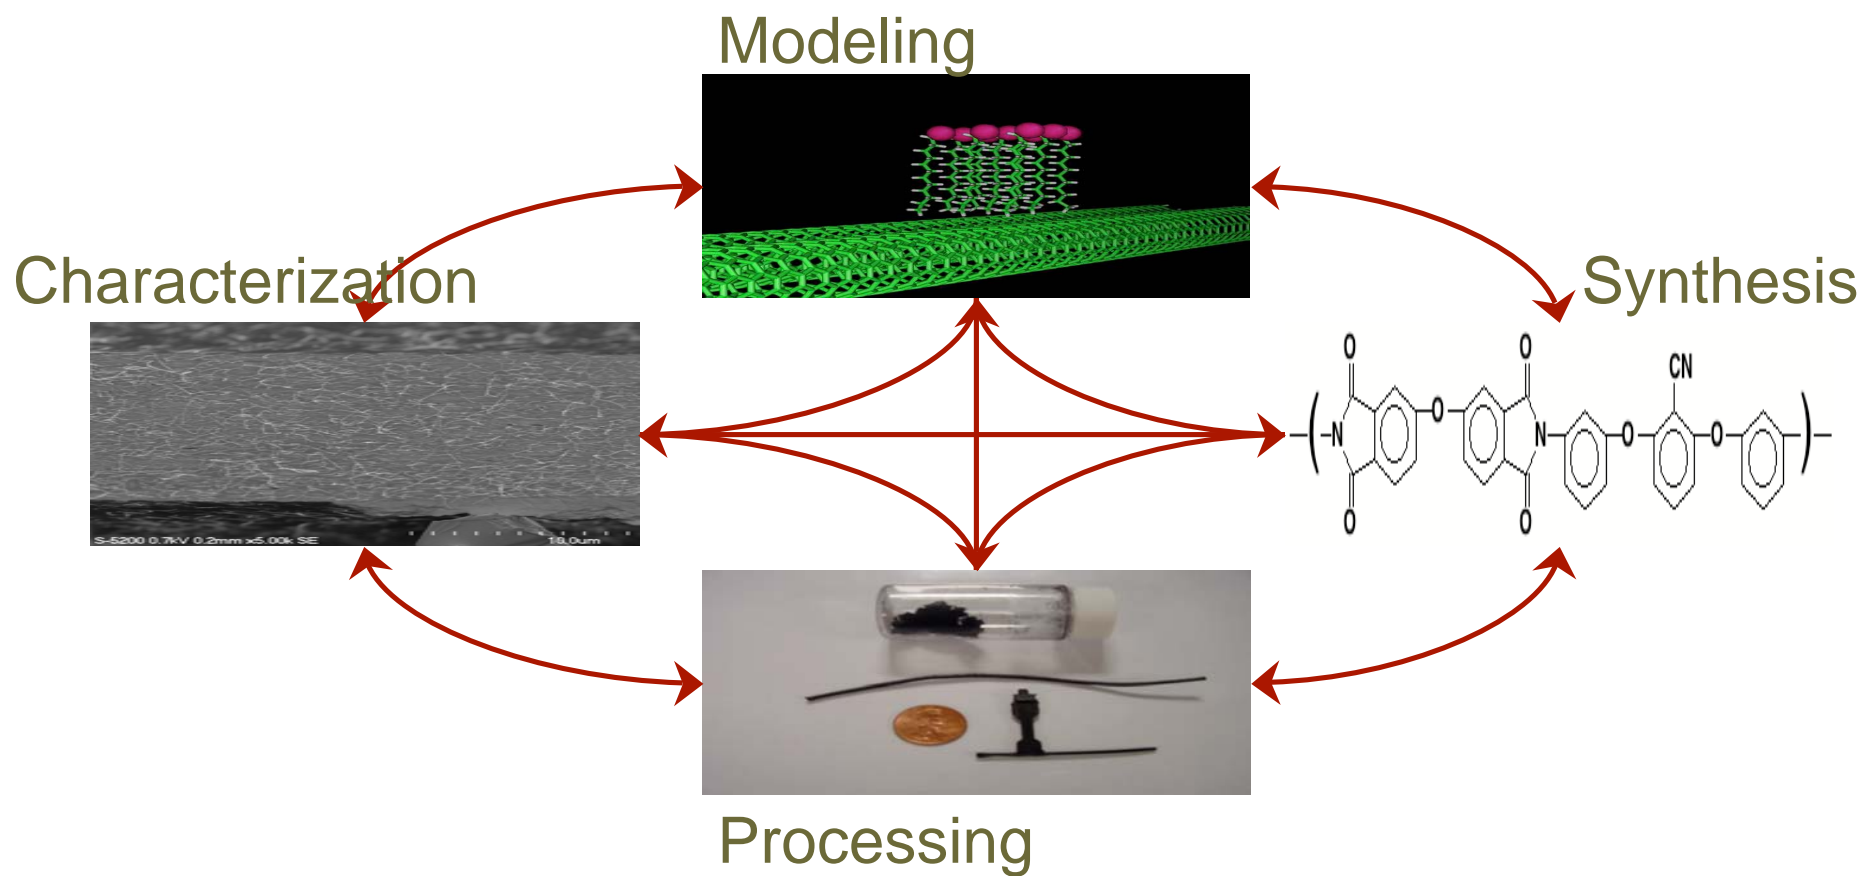 Modeling
Characterization
Synthesis
S-5200 0.7kV 0.2mm x5.00k SE 10.0um
O O CN
O O O
N N
O O
Processing